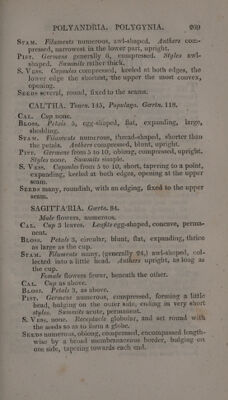 POLYANDRIA. POLYGYNIA. 209
STAM. Filaments numerous, awl-shaped. Anthers com-
pressed, narrowest in the lower part, upright.
PIST. Germens generally 6, compressed. Styles awl-
shaped. Summits rather thick.
S. VESS. Capsules compressed, keeled at both edges, the
lower edge the shortest, the upper the most convex,
opening.
SEEDS several, round, fixed to the seams.
CALTHA. Tourn. 145, Populago. Gærtn. 118.
CAL. Cup none.
BLOSS. Petals 5, egg-shaped, flat, expanding, large,
shedding.
STAM. Filaments numerous, thread-shaped, shorter than
the petals. Anthers compressed, blunt, upright.
PIST. Germens from 5 to 10, oblong, compressed, upright.
Styles none. Summits simple.
S. VESS. Capsules from 5 to 10, short, tapering to a point,
expanding, keeled at both edges, opening at the upper
seam.
SEEDS many, roundish, with an edging, fixed to the upper
seam.
SAGITTARIA. Gærtn. 84.
Male flowers, numerous.
CAL. Cup 3 leaves. Leafits egg-shaped, concave, perma-
nent.
BLOSS. Petals 3, circular, blunt, flat, expanding, thrice
as large as the cup.
STAM. Filaments many, (generally 24,) awl-shaped, col-
lected into a little head. Anthers upright, as long as
the cup.
Female flowers fewer, beneath the other.
CAL. Cup as above.
BLOSS. Petals 3, as above.
PIST. Germens numerous, compressed, forming a little
head, bulging on the outer side, ending in very short
styles. Summits acute, permanent.
S. VESS. none. Receptacle globular, and set round with
the seeds so as to form a globe.
SEEDS numerous, oblong, compressed, encompassed length-
wise by a broad membranaceous border, bulging on
one side, tapering towards each end.